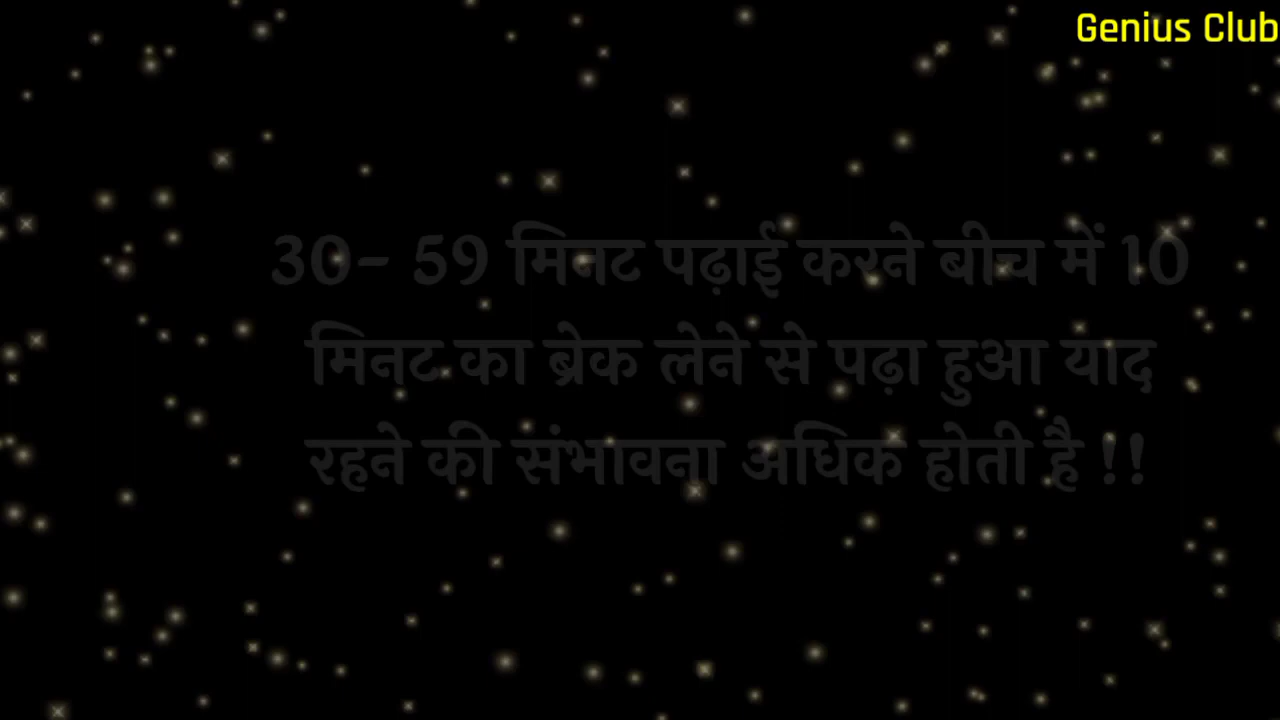 Genius Club
30- 59 मिनट पढ़ाई करने बीच में 10
मिनट का ब्रेक लेने से पढ़ा हुआ याद
रहने की संभावना अधिक होती है !!